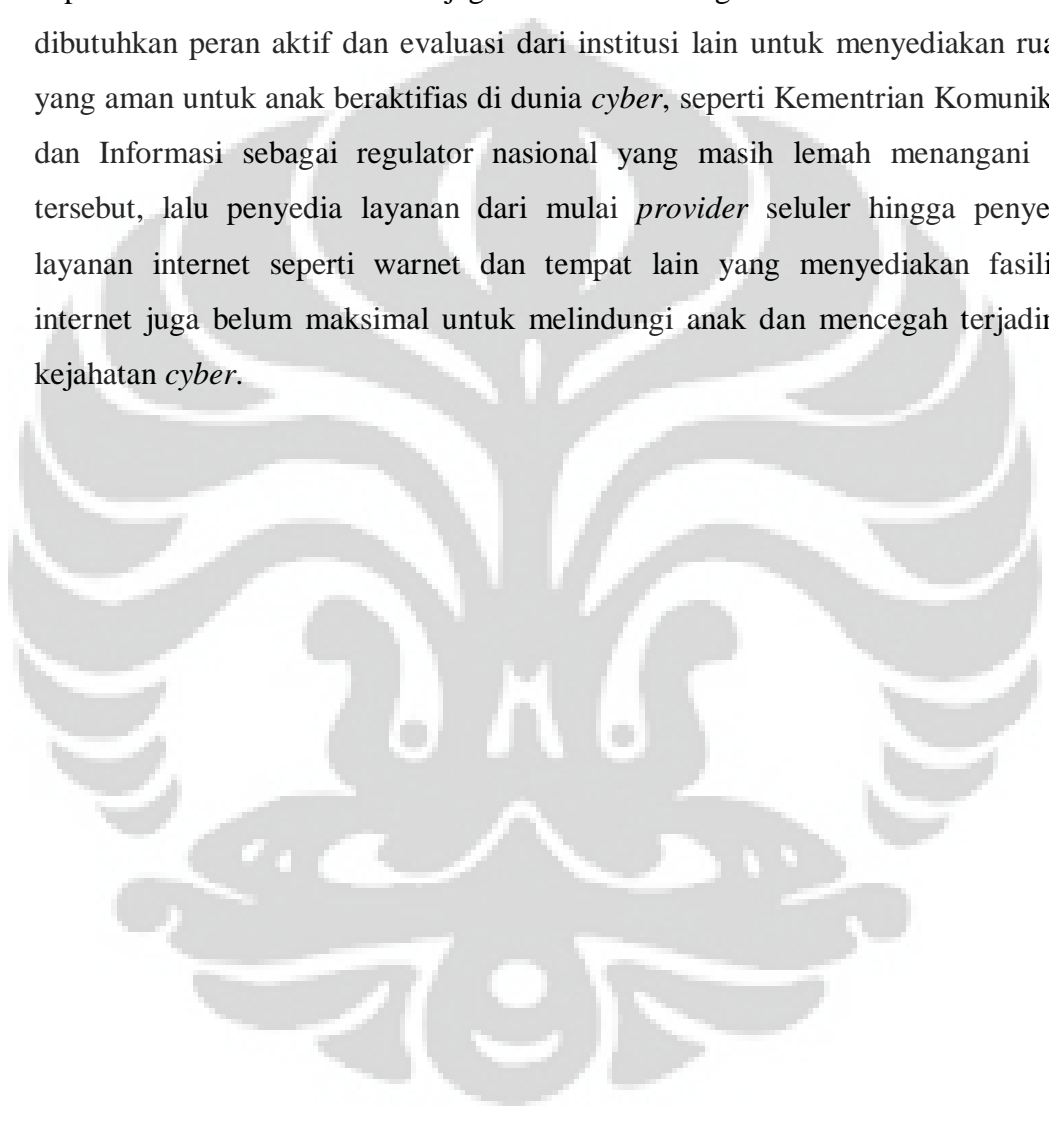 dibutuhkan peran aktif dan evaluasi dari institusi lain untuk menyediakan
yang aman untuk anak beraktifias di dunia cyber, seperti Kementrian
dan Informasi sebagai regulator nasional yang masih lemah menangani
tersebut, lalu penyedia layanan dari mulai provider seluler hingga
layanan internet seperti warnet dan tempat lain yang menyediakan
internet juga belum maksimal untuk melindungi anak dan mencegah
kejahatan cyber.